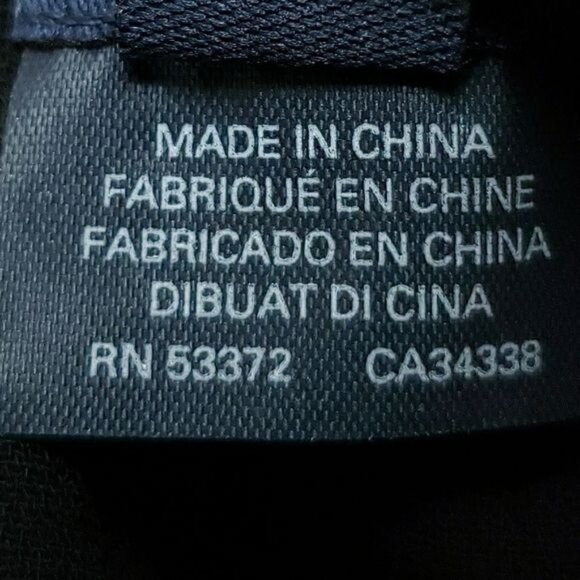 MADE IN CHINA
FABRIQUÉ EN CHINE
FABRICADO EN CHINA
DIBUAT DI CINA
RN 53372 CA34338